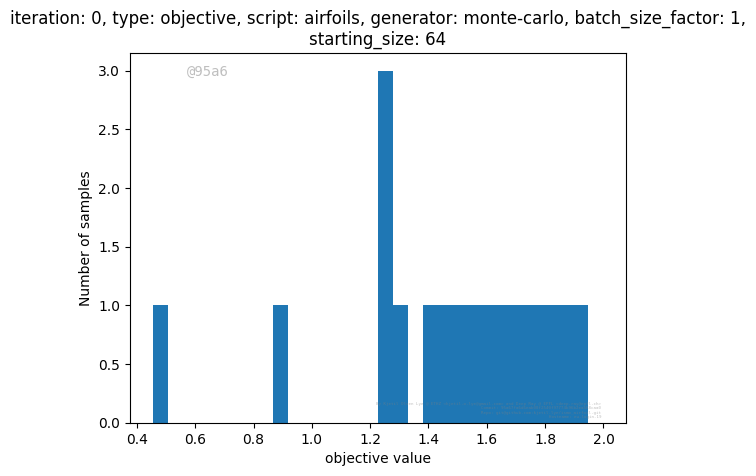 iteration: 0, type: objective, script: airfoils, generator: monte-carlo, batch_size_factor: 1,
starting_size: 64
@95a6
3.0
2.5
2.0
1.5
1.0
0.5
0.0
Number of samples
0.4 0.6 0.8 1.0 1.2 1.4 1.6 1.8 2.0
objective value